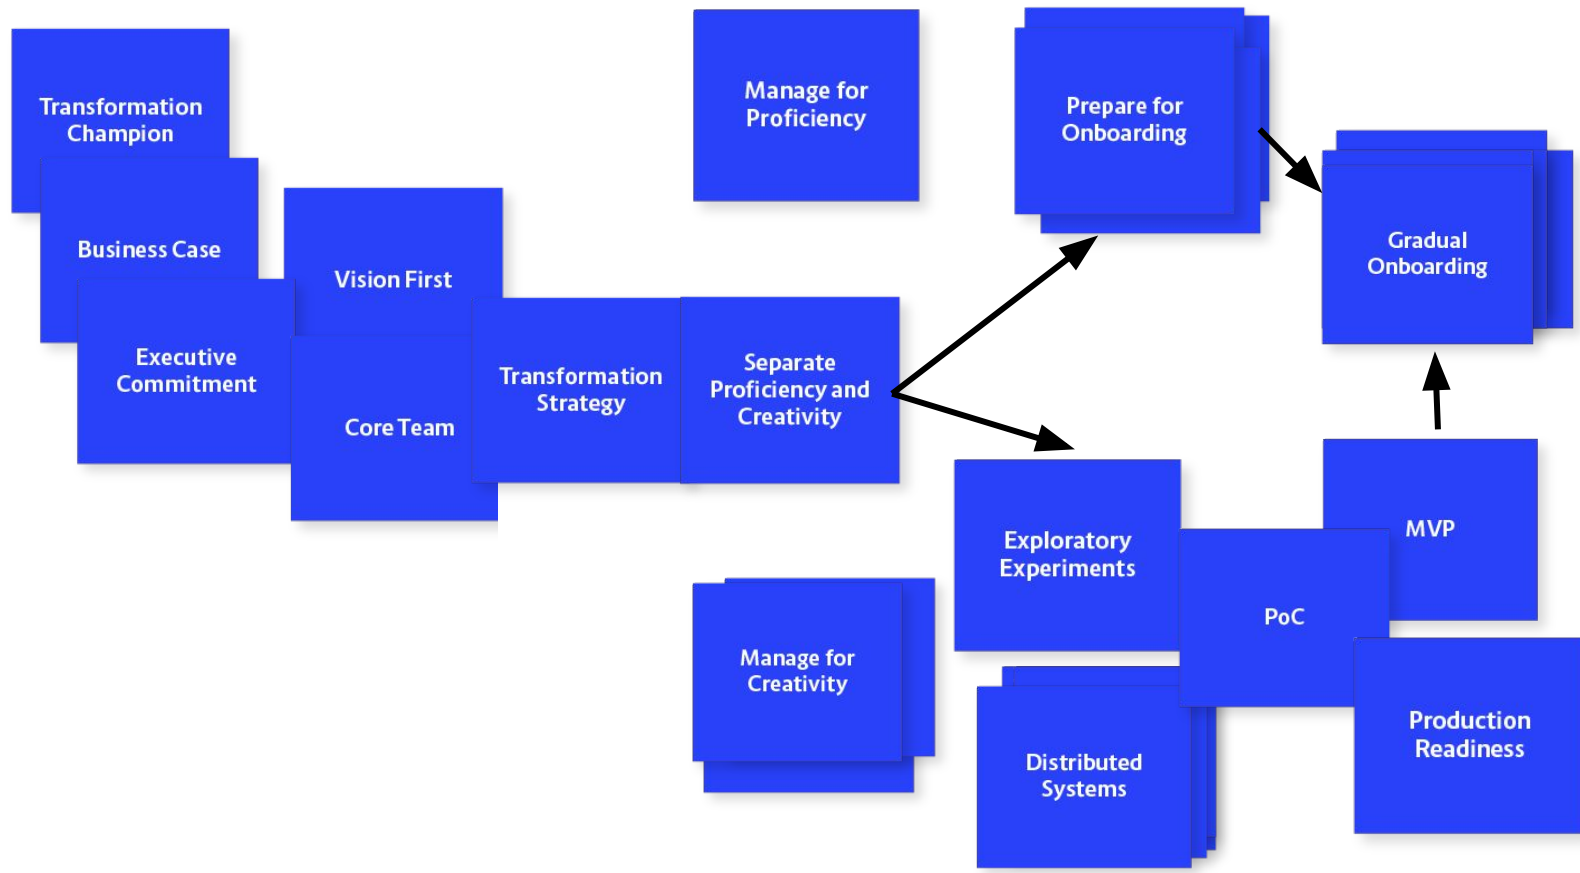 Transformation
Champion
Business Case
Executive
Commitment
Vision First
Core Team
Transformation
Strategy
Separate
Proficiency and
Creativity
Manage for
Proficiency
Manage for
Creativity
Prepare for
Onboarding
Gradual
Onboarding
Exploratory
Experiments
MVP
PoC
Distributed
Systems
Production
Readiness